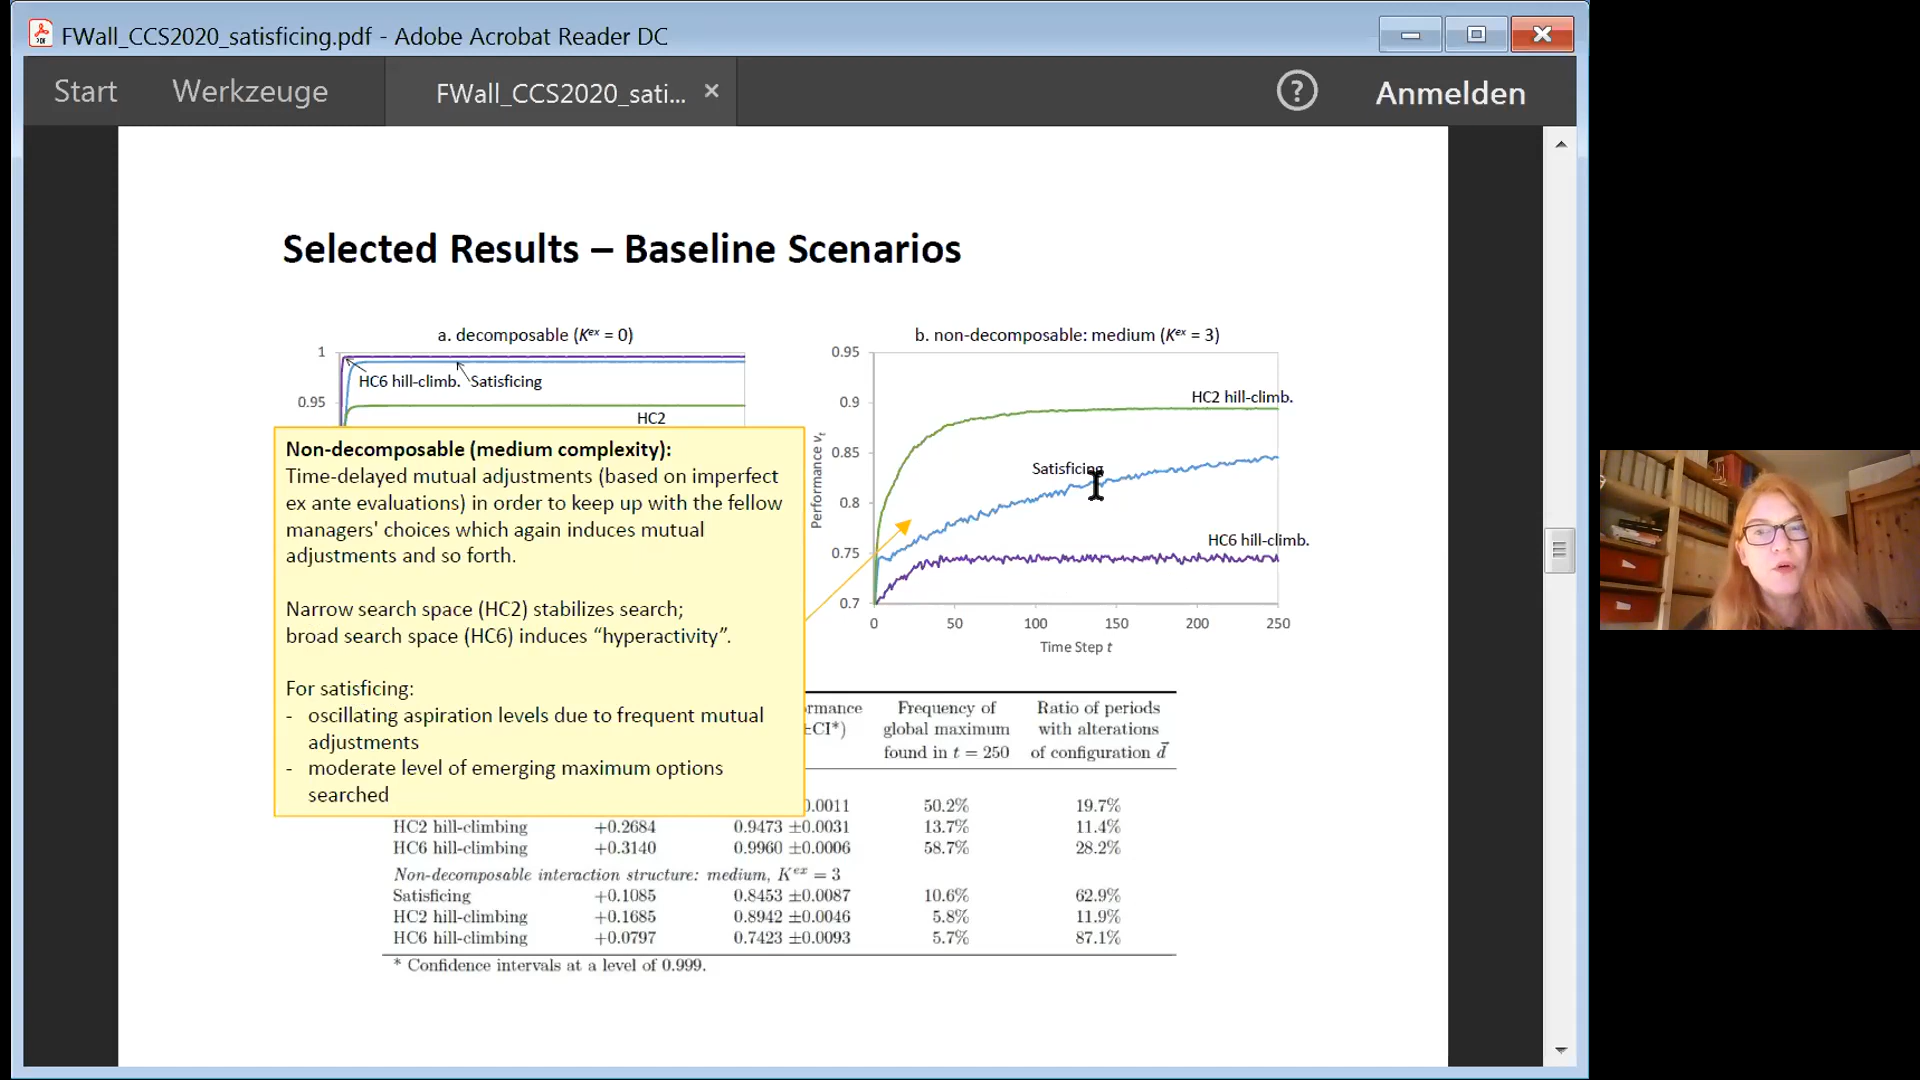 FWall_CCS2020_satisficing.pdf - Adobe Acrobat Reader DC
Start
Werkzeuge
FWall_CCS2020_sati...
Anmelden
Selected Results – Baseline Scenarios
a. decomposable (Kᵉˣ = 0)
1
0.95
HC6 hill-climb.
Satisficing
HC2
b. non-decomposable: medium (Kᵉˣ = 3)
0.95
0.9
0.85
0.8
0.75
0.7
Performance vₜ
HC2 hill-climb.
Satisficing
HC6 hill-climb.
0 50 100 150 200 250
Time Step t
Non-decomposable (medium complexity):
Time-delayed mutual adjustments (based on imperfect
ex ante evaluations) in order to keep up with the fellow
managers' choices which again induces mutual
adjustments and so forth.
Narrow search space (HC2) stabilizes search;
broad search space (HC6) induces “hyperactivity”.
For satisficing:
- oscillating aspiration levels due to frequent mutual
adjustments
- moderate level of emerging maximum options
searched
Frequency of Ratio of periods
±CI*) global maximum with alterations
found in t = 250 of configuration d⃗
0.0011 50.2% 19.7%
HC2 hill-climbing +0.2684 0.9473 ±0.0031 13.7% 11.4%
HC6 hill-climbing +0.3140 0.9960 ±0.0006 58.7% 28.2%
Non-decomposable interaction structure: medium, Kᵉˣ = 3
Satisficing +0.1085 0.8453 ±0.0087 10.6% 62.9%
HC2 hill-climbing +0.1685 0.8942 ±0.0046 5.8% 11.9%
HC6 hill-climbing +0.0797 0.7423 ±0.0093 5.7% 87.1%
* Confidence intervals at a level of 0.999.